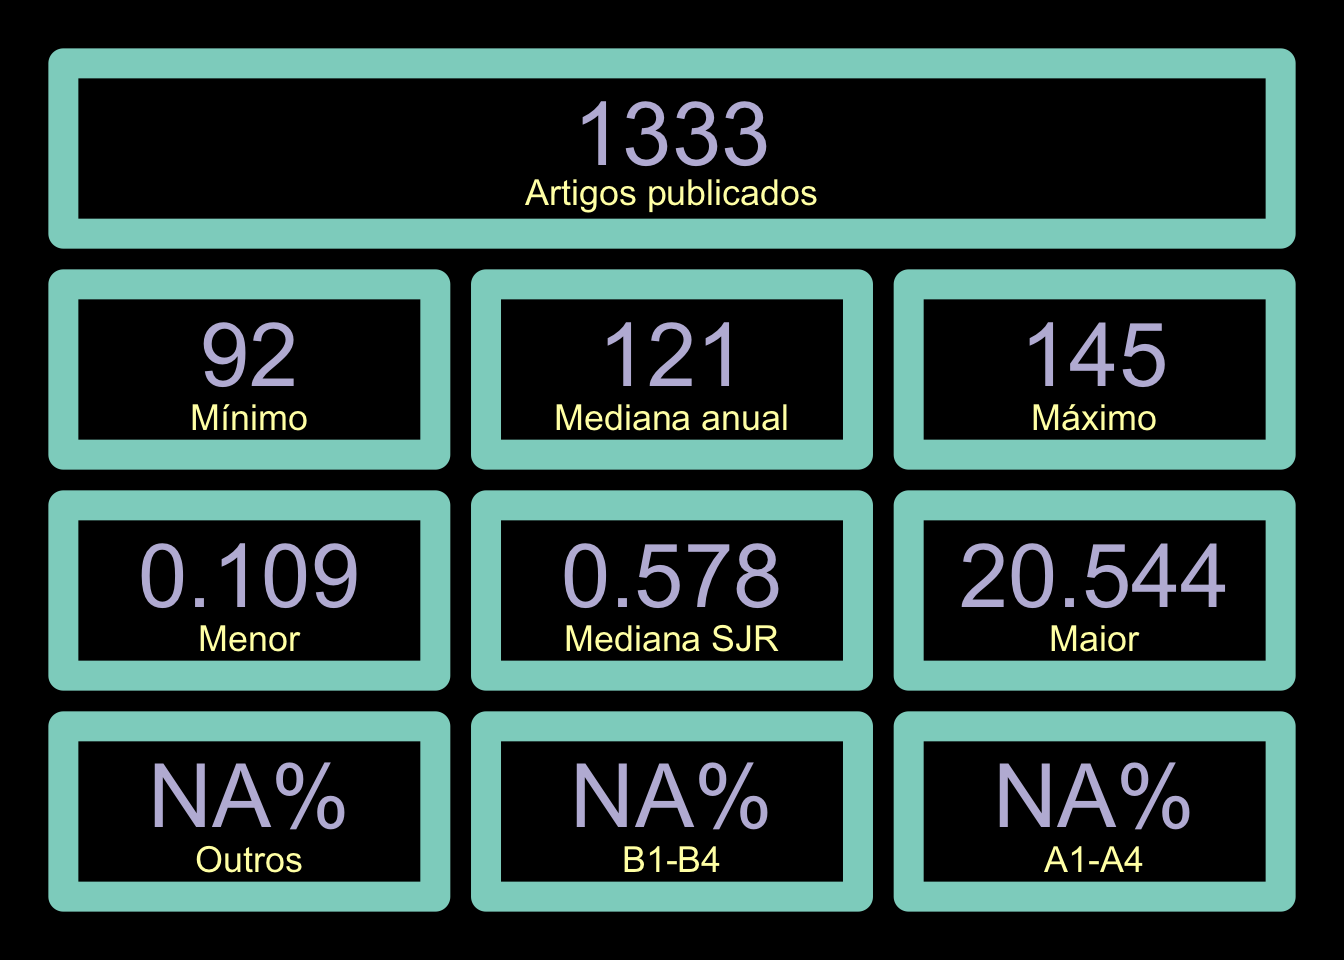 1333
Artigos publicados
92
Mínimo
121
Mediana anual
145
Máximo
0.109
Menor
0.578
Mediana SJR
20.544
Maior
NA%
Outros
NA%
B1-B4
NA%
A1-A4